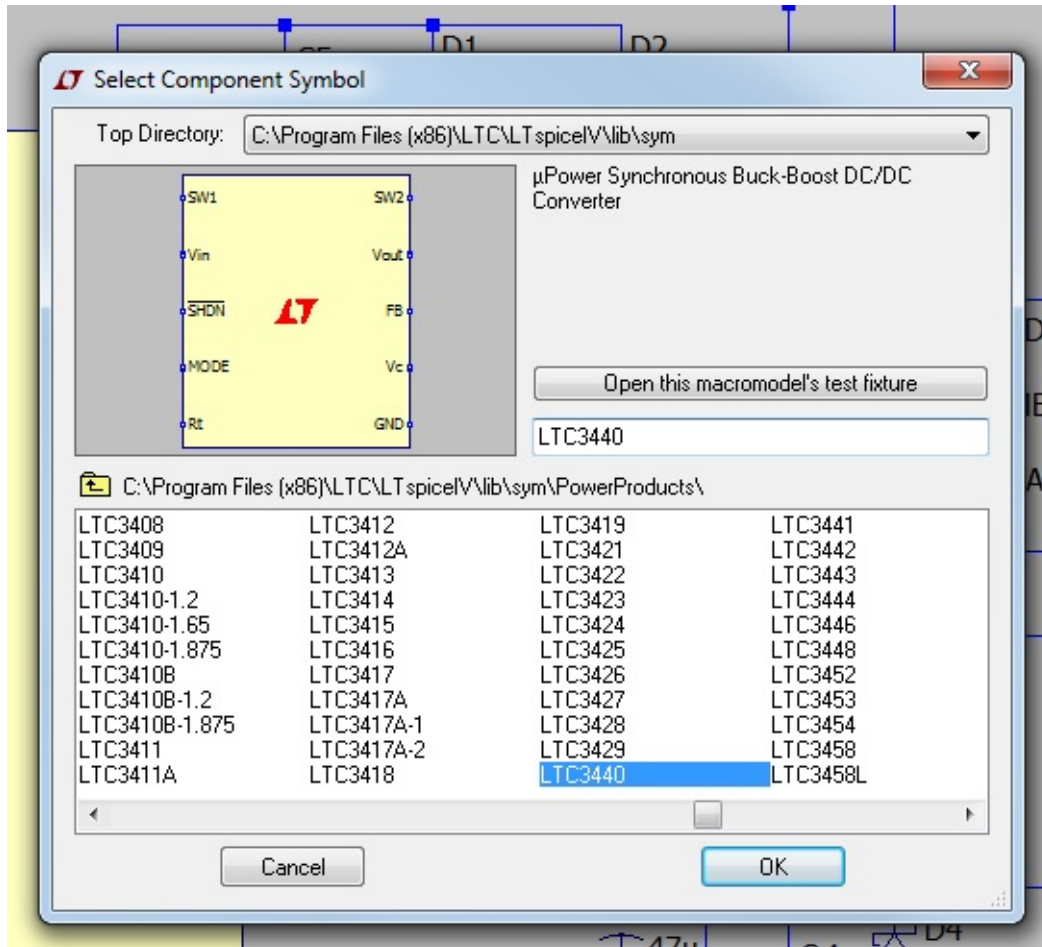 D1
D2
Select Component Symbol
Top Directory:
C:\Program Files (x86)\LTC\LTspiceIV\lib\sym
SW1
SW2
Vin
Vout
SHDN
FB
MODE
Vc
Rt
GND
µPower Synchronous Buck-Boost DC/DC
Converter
Open this macromodel's test fixture
LTC3440
C:\Program Files (x86)\LTC\LTspiceIV\lib\sym\PowerProducts\
LTC3408 LTC3412 LTC3419 LTC3441
LTC3409 LTC3412A LTC3421 LTC3442
LTC3410 LTC3413 LTC3422 LTC3443
LTC3410-1.2 LTC3414 LTC3423 LTC3444
LTC3410-1.65 LTC3415 LTC3424 LTC3446
LTC3410-1.875 LTC3416 LTC3425 LTC3448
LTC3410B LTC3417 LTC3426 LTC3452
LTC3410B-1.2 LTC3417A LTC3427 LTC3453
LTC3410B-1.875 LTC3417A-1 LTC3428 LTC3454
LTC3411 LTC3417A-2 LTC3429 LTC3458
LTC3411A LTC3418 LTC3440 LTC3458L
Cancel
OK
47µ
D4